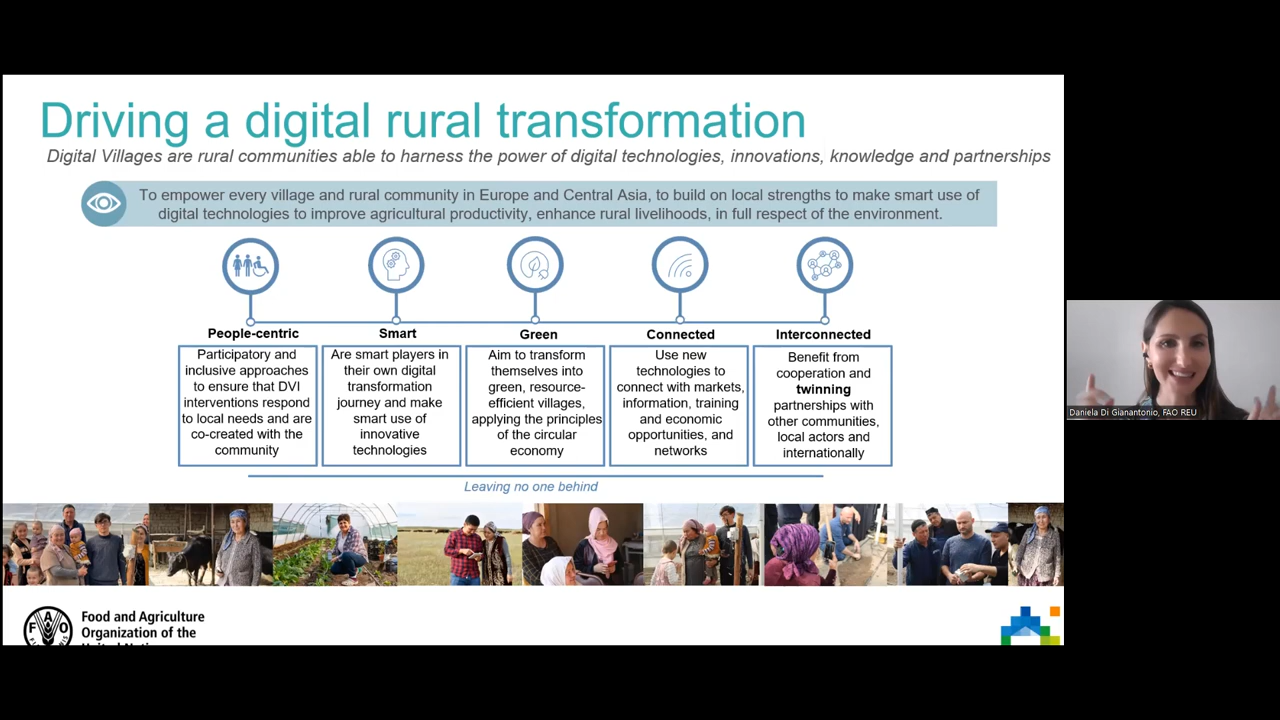 Driving a digital rural transformation
Digital Villages are rural communities able to harness the power of digital technologies, innovations, knowledge and partnerships
To empower every village and rural community in Europe and Central Asia, to build on local strengths to make smart use of
digital technologies to improve agricultural productivity, enhance rural livelihoods, in full respect of the environment.
People-centric
Participatory and
inclusive approaches
to ensure that DVI
interventions respond
to local needs and are
co-created with the
community
Smart
Are smart players in
their own digital
transformation
journey and make
smart use of
innovative
technologies
Green
Aim to transform
themselves into
green, resource-
efficient villages,
applying the principles
of the circular
economy
Connected
Use new
technologies to
connect with markets,
information, training
and economic
opportunities, and
networks
Interconnected
Benefit from
cooperation and
twinning
partnerships with
other communities,
local actors and
internationally
Leaving no one behind
FAO
Food and Agriculture
Organization of the
Daniela Di Gianantonio, FAO REU